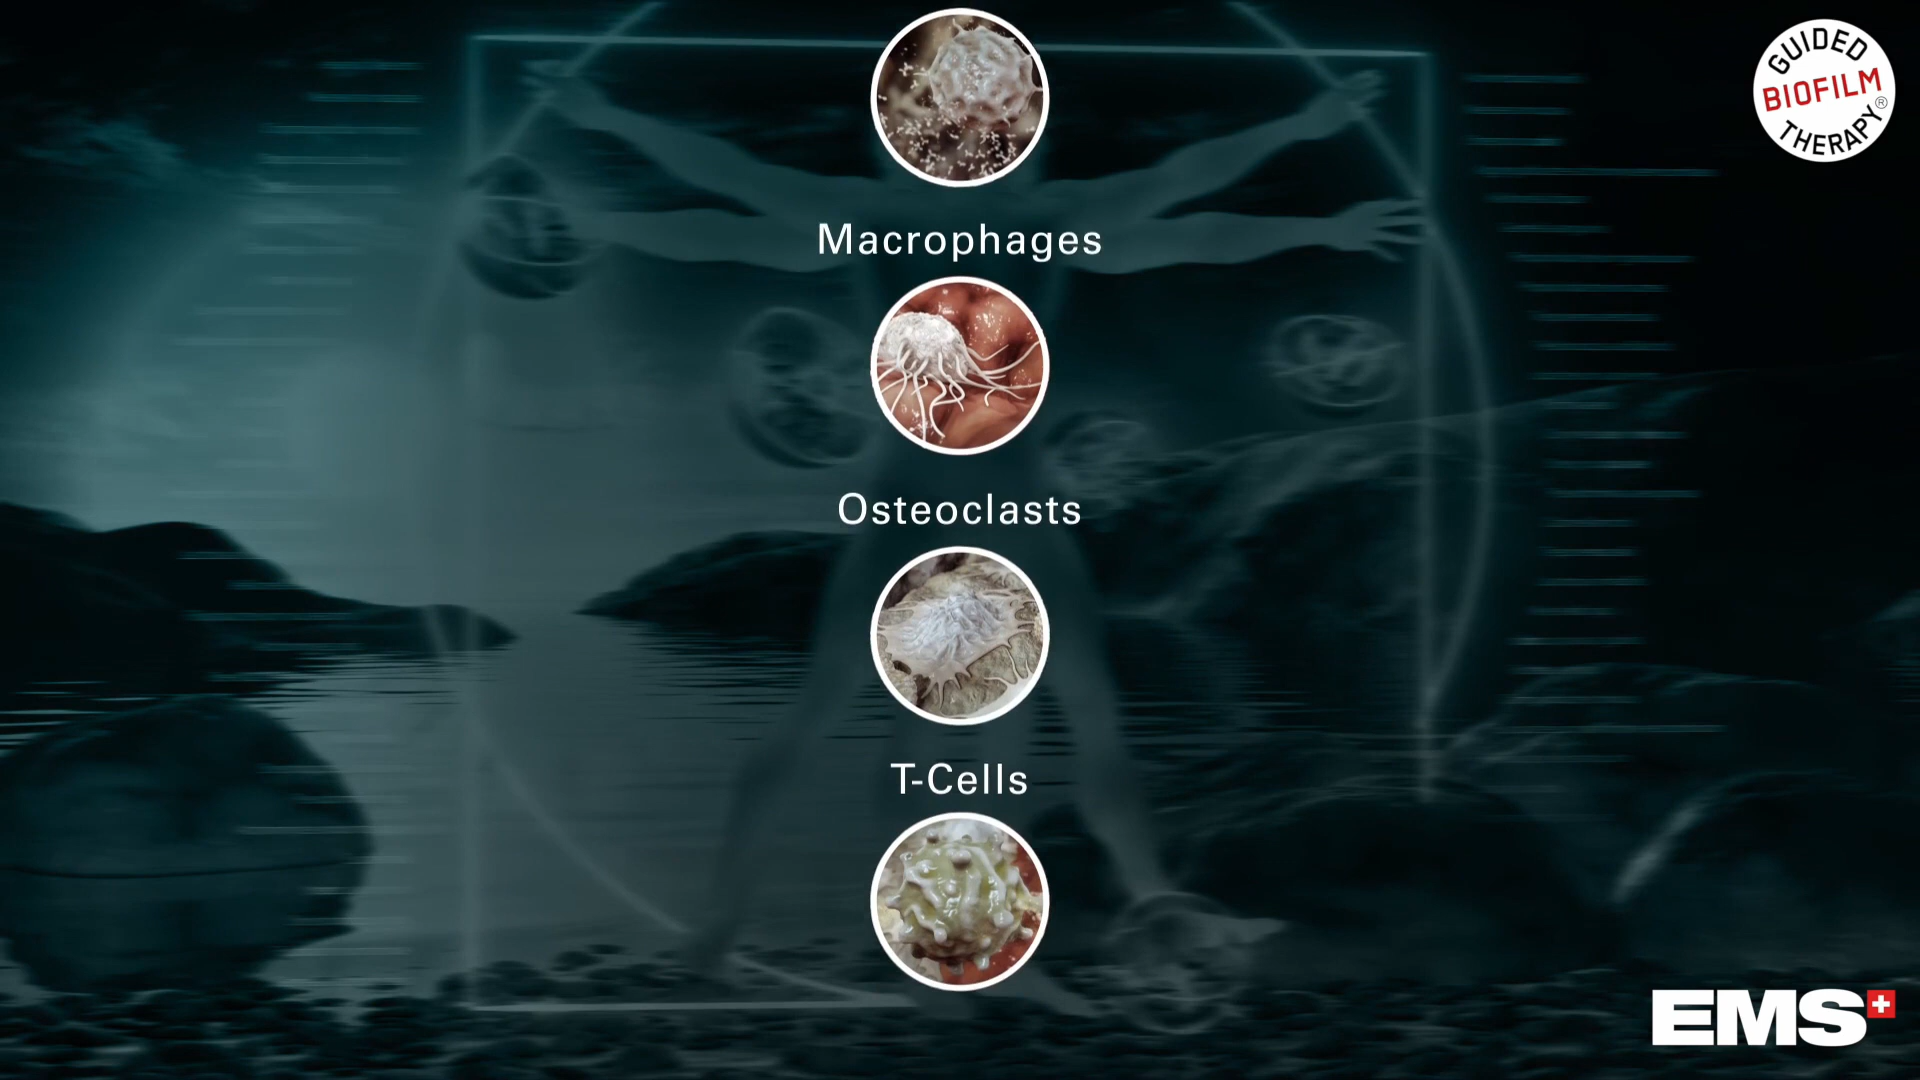 GUIDED
BIOFILM®
THERAPY
Macrophages
Osteoclasts
T-Cells
EMS